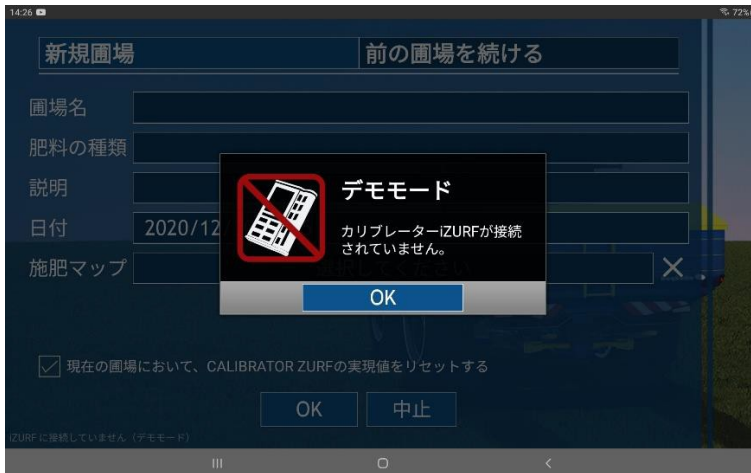 14:26 72%
新規圃場 前の圃場を続ける
圃場名
肥料の種類
説明
日付 2020/12
施肥マップ ください
デモモード
カリブレーターiZURFが接続
されていません。
OK
現在の圃場において、CALIBRATOR ZURFの実現値をリセットする
OK 中止
iZURFに接続していません（デモモード）